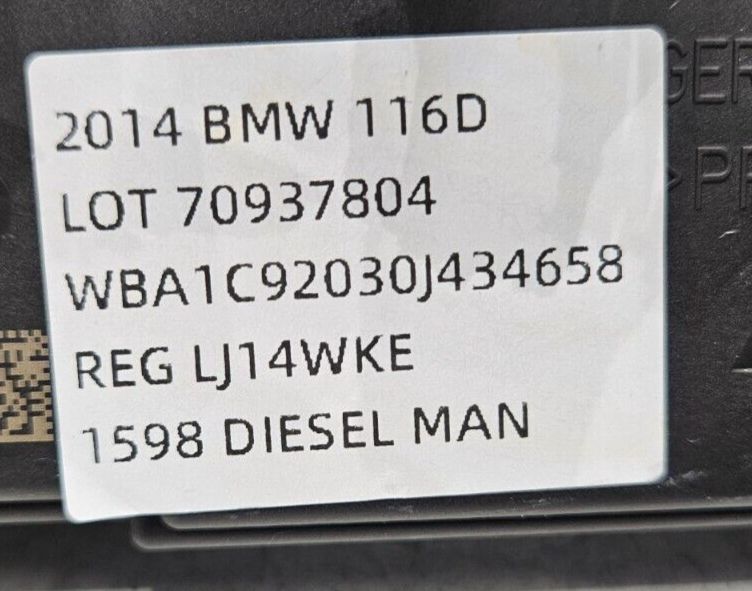 2014 BMW 116D
LOT 70937804
WBA1C92030J434658
REG LJ14WKE
1598 DIESEL MAN